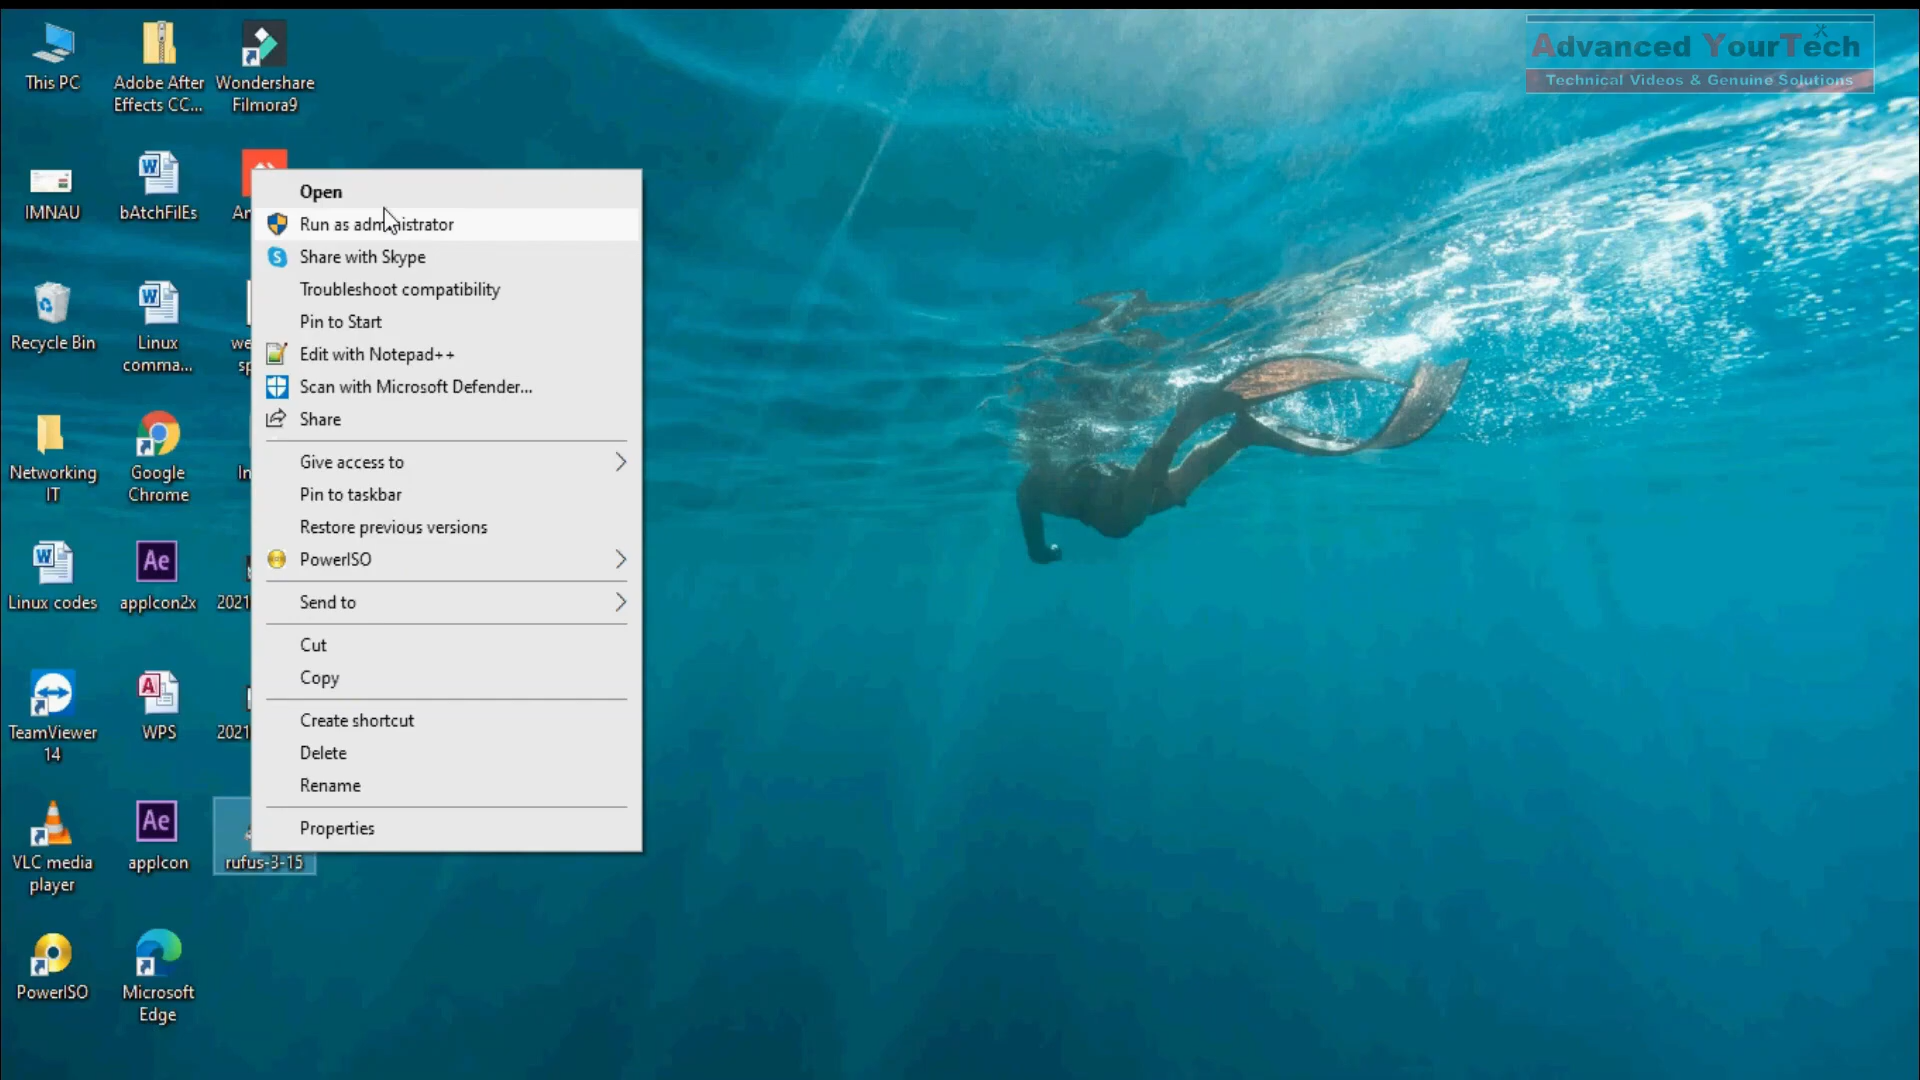 Advanced YourTech
Technical Videos & Genuine Solutions
This PC
Adobe After
Effects CC...
Wondershare
Filmora9
IMNAU
bAtchFilEs
Recycle Bin
Linux
comma...
Networking
IT
Google
Chrome
Linux codes
appIcon2x
2021
TeamViewer
14
WPS
2021
VLC media
player
appIcon
rufus-3-15
PowerISO
Microsoft
Edge
Open
Run as administrator
Share with Skype
Troubleshoot compatibility
Pin to Start
Edit with Notepad++
Scan with Microsoft Defender...
Share
Give access to
Pin to taskbar
Restore previous versions
PowerISO
Send to
Cut
Copy
Create shortcut
Delete
Rename
Properties